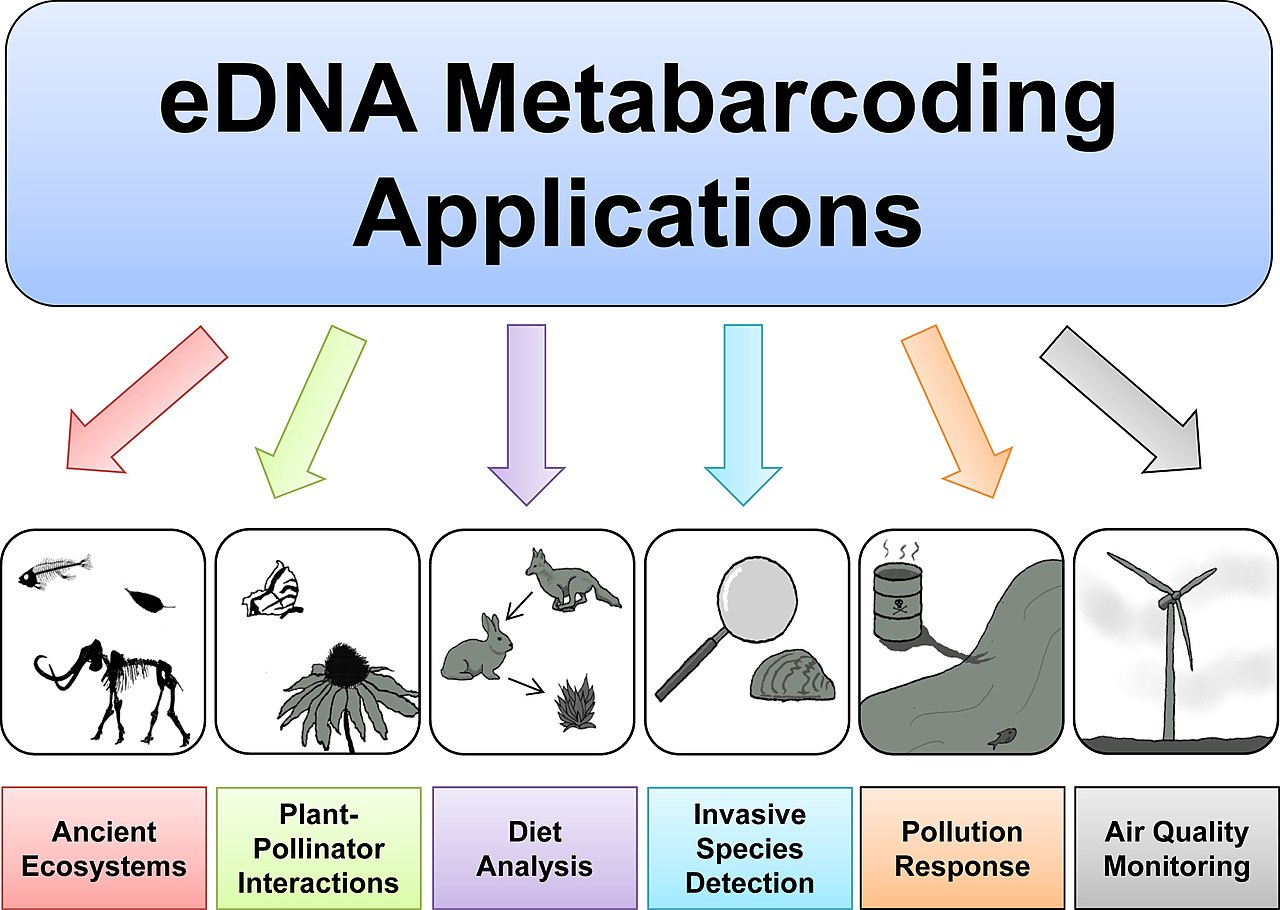 eDNA Metabarcoding
Applications
Ancient
Ecosystems
Plant-
Pollinator
Interactions
Diet
Analysis
Invasive
Species
Detection
Pollution
Response
Air Quality
Monitoring